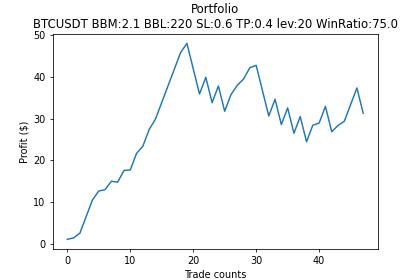 Portfolio
BTCUSDT BBM:2.1 BBL:220 SL:0.6 TP:0.4 lev:20 WinRatio:75.0
50
40
30
20
10
0
Profit ($)
0 10 20 30 40
Trade counts